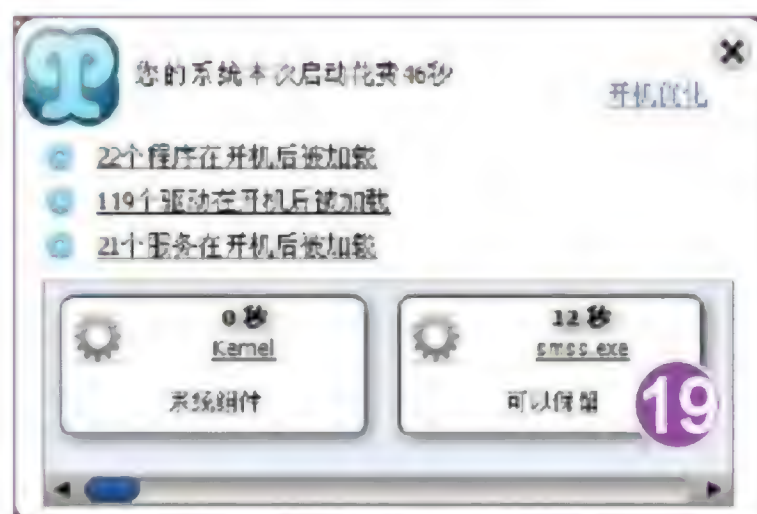 您的系统本次启动花费46秒
开机优化
22个程序在开机后被加载
119个驱动在开机后被加载
21个服务在开机后被加载
0 秒
Kernel
系统组件
12 秒
smss.exe
可以保留
19